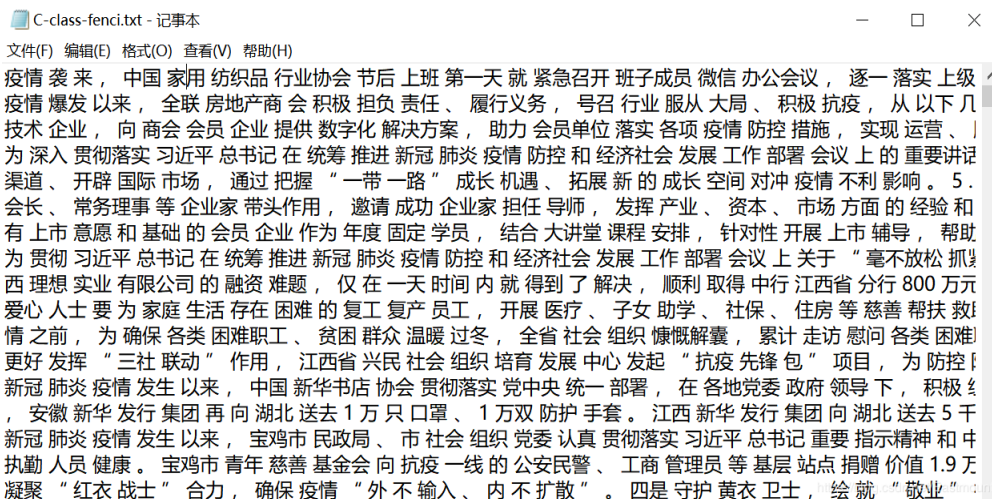 C-class-fenci.txt - 记事本
文件(F) 编辑(E) 格式(O) 查看(V) 帮助(H)
疫情 袭 来 ， 中国 家用 纺织品 行业协会 节后 上班 第一天 就 紧急召开 班子成员 微信 办公会议 ， 逐一 落实 上级
疫情 爆发 以来 ， 全联 房地产商 会 积极 担负 责任 、 履行义务 ， 号召 行业 服从 大局 、 积极 抗疫 ， 从 以下 几
技术 企业 ， 向 商会 会员 企业 提供 数字化 解决方案 ， 助力 会员单位 落实 各项 疫情 防控 措施 ， 实现 运营 、
为 深入 贯彻落实 习近平 总书记 在 统筹 推进 新冠 肺炎 疫情 防控 和 经济社会 发展 工作 部署 会议 上 的 重要讲话
渠道 、 开辟 国际 市场 ， 通过 把握 “ 一带 一路 ” 成长 机遇 、 拓展 新 的 成长 空间 对冲 疫情 不利 影响 。 5 .
会长 、 常务理事 等 企业家 带头作用 ， 邀请 成功 企业家 担任 导师 ， 发挥 产业 、 资本 、 市场 方面 的 经验 和
有 上市 意愿 和 基础 的 会员 企业 作为 年度 固定 学员 ， 结合 大讲堂 课程 安排 ， 针对性 开展 上市 辅导 ， 帮助
为 贯彻 习近平 总书记 在 统筹 推进 新冠 肺炎 疫情 防控 和 经济社会 发展 工作 部署 会议 上 关于 “ 毫不放松 抓紧
西 理想 实业 有限公司 的 融资 难题 ， 仅 在 一天 时间 内 就 得到 了 解决 ， 顺利 取得 中行 江西省 分行 800 万元
爱心 人士 要 为 家庭 生活 存在 困难 的 复工 复产 员工 ， 开展 医疗 、 子女 助学 、 社保 、 住房 等 慈善 帮扶 救助
情 之前 ， 为 确保 各类 困难职工 、 贫困 群众 温暖 过冬 ， 全省 社会 组织 慷慨解囊 ， 累计 走访 慰问 各类 困难
更好 发挥 “ 三社 联动 ” 作用 ， 江西省 兴民 社会 组织 培育 发展 中心 发起 “ 抗疫 先锋 包 ” 项目 ， 为 防控
新冠 肺炎 疫情 发生 以来 ， 中国 新华书店 协会 贯彻落实 党中央 统一 部署 ， 在 各地党委 政府 领导 下 ， 积极
， 安徽 新华 发行 集团 再 向 湖北 送去 1 万 只 口罩 、 1 万双 防护 手套 。 江西 新华 发行 集团 向 湖北 送去 5 千
新冠 肺炎 疫情 发生 以来 ， 宝鸡市 民政局 、 市 社会 组织 党委 认真 贯彻落实 习近平 总书记 重要 指示精神 和 中
执勤 人员 健康 。 宝鸡市 青年 慈善 基金会 向 抗疫 一线 的 公安民警 、 工商 管理员 等 基层 站点 捐赠 价值 1.9 万
凝聚 “ 红衣 战士 ” 合力 ， 确保 疫情 “ 外 不 输入 、 内 不 扩散 ” 。 四是 守护 黄衣 卫士 ， 绘 就 “ 敬业 ”